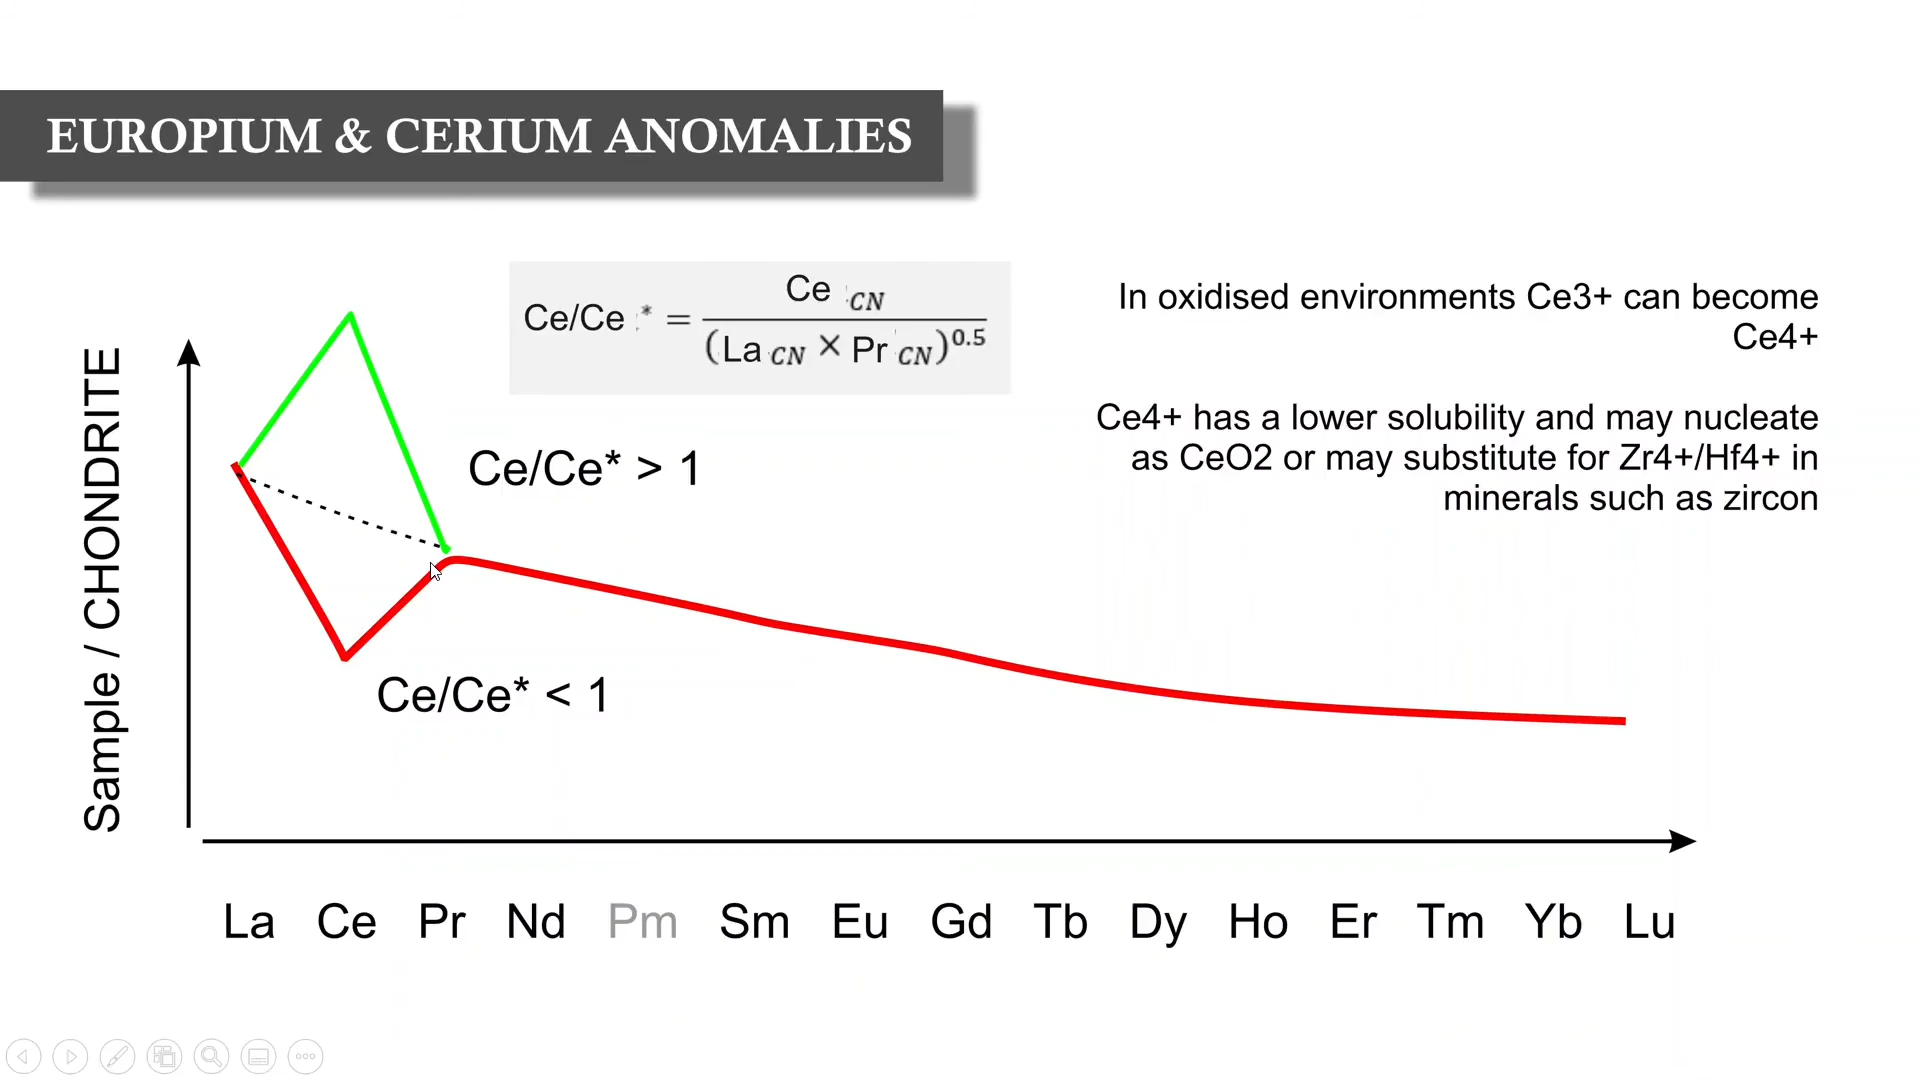 EUROPIUM & CERIUM ANOMALIES
Ce/Ce * = Ce CN / (La CN × Pr CN)^0.5
In oxidised environments Ce3+ can become
Ce4+
Ce4+ has a lower solubility and may nucleate
as CeO2 or may substitute for Zr4+/Hf4+ in
minerals such as zircon
Sample / CHONDRITE
Ce/Ce* > 1
Ce/Ce* < 1
La Ce Pr Nd Pm Sm Eu Gd Tb Dy Ho Er Tm Yb Lu